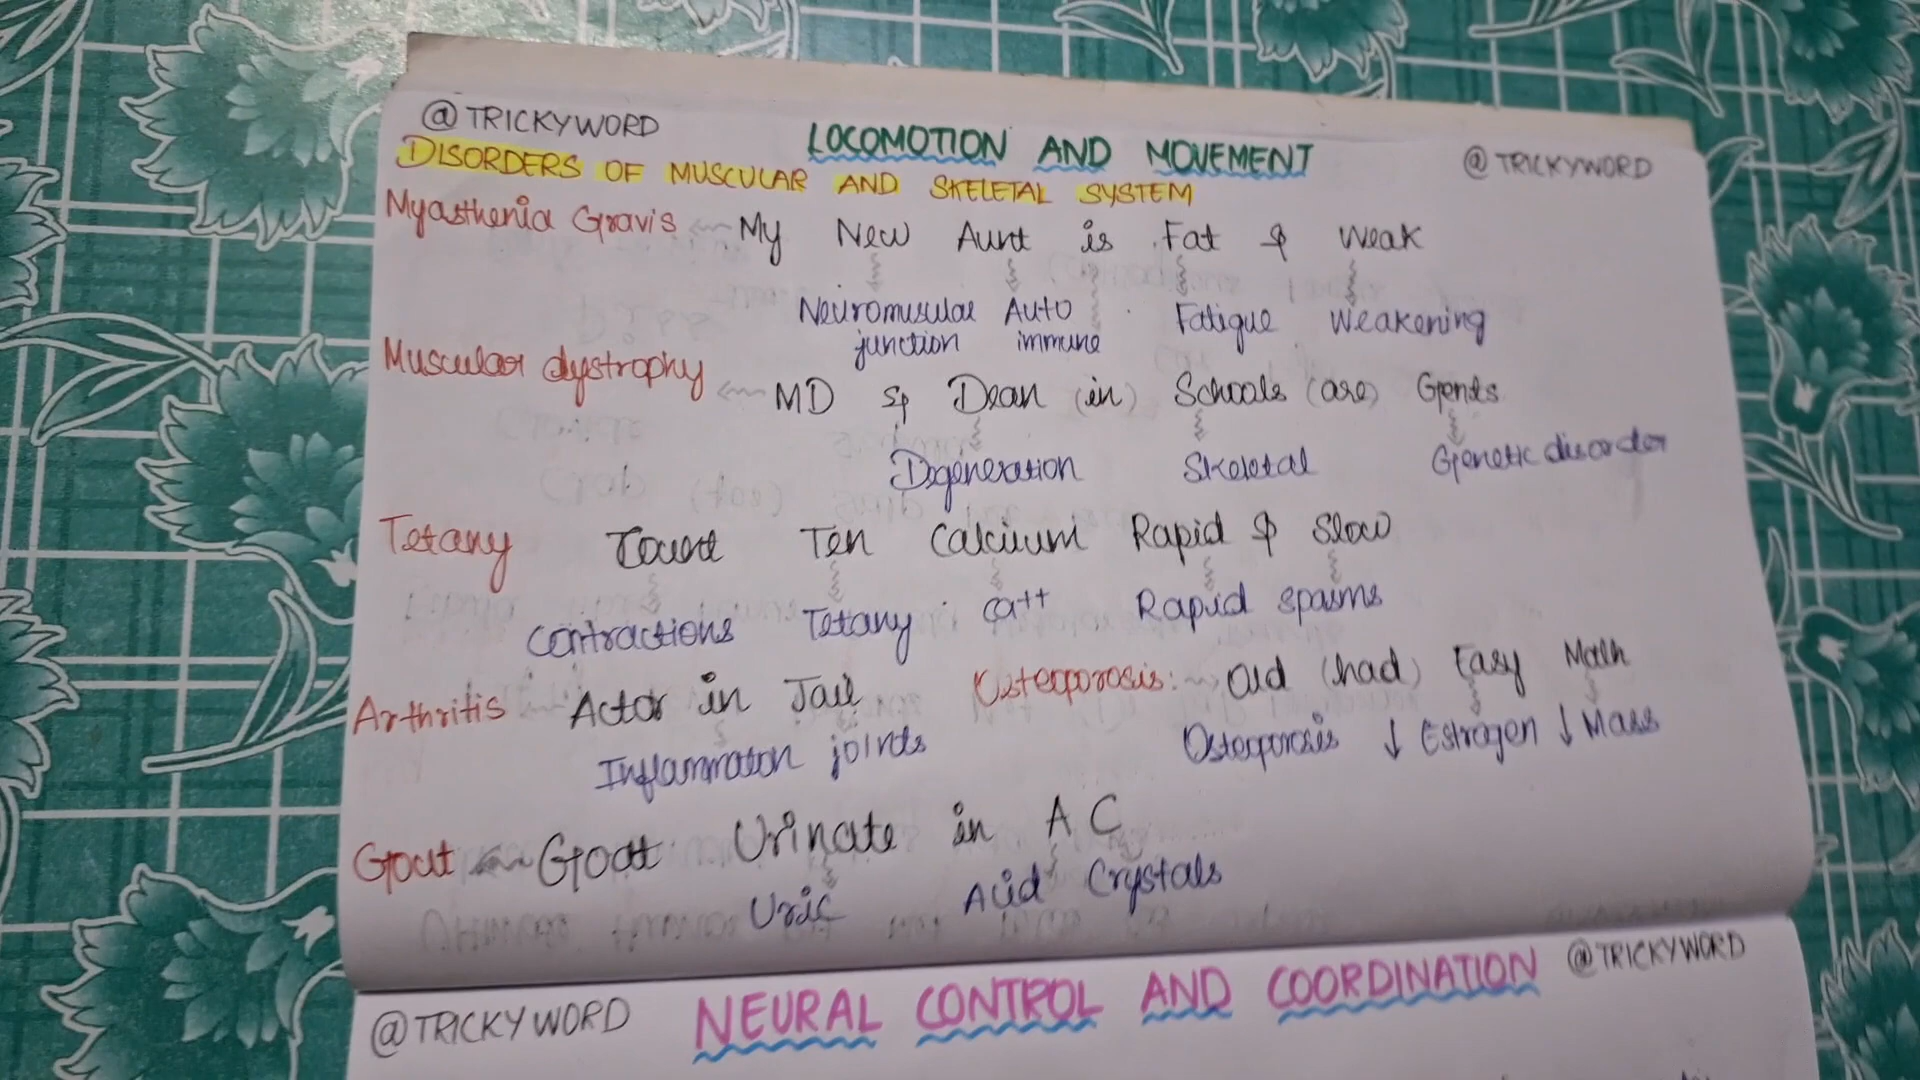 @TRICKYWORD LOCOMOTION AND MOVEMENT @TRICKYWORD
DISORDERS OF MUSCULAR AND SKELETAL SYSTEM
Myasthenia Gravis My New Aunt is Fat & Weak
Neuromuscular Auto Fatigue Weakening
junction immune
Muscular dystrophy MD Dean (in) Schools (are) Gents
Degeneration Skeletal Genetic disorder
Tetany Count Ten Calcium Rapid & Slow
Contractions Tetany Ca++ Rapid spasms
Arthritis Actor in Jail Osteoporosis: Old (had) Easy Math
Inflammation joints Osteoporosis ↓ Estrogen ↓ Mass
Gout Goat Urinate in A C
Uric Acid Crystals
@TRICKYWORD NEURAL CONTROL AND COORDINATION @TRICKYWORD